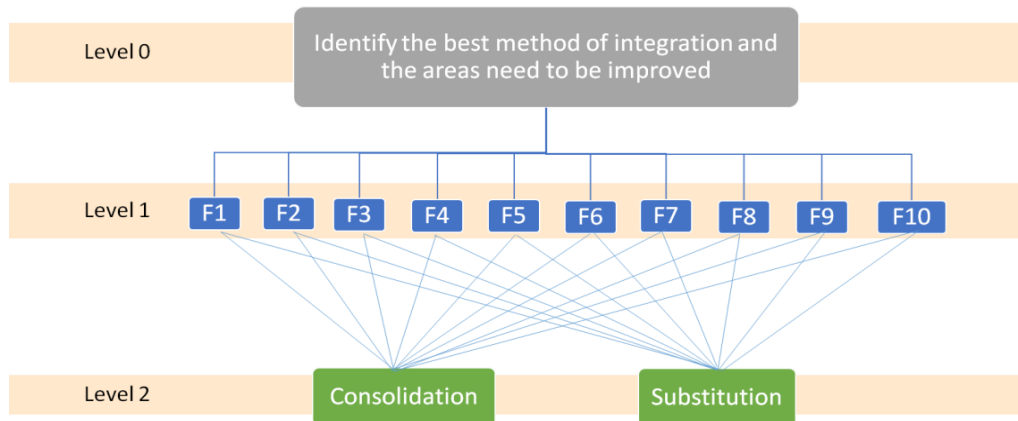 Level 0
Identify the best method of integration and
the areas need to be improved
Level 1
F1
F2
F3
F4
F5
F6
F7
F8
F9
F10
Level 2
Consolidation
Substitution